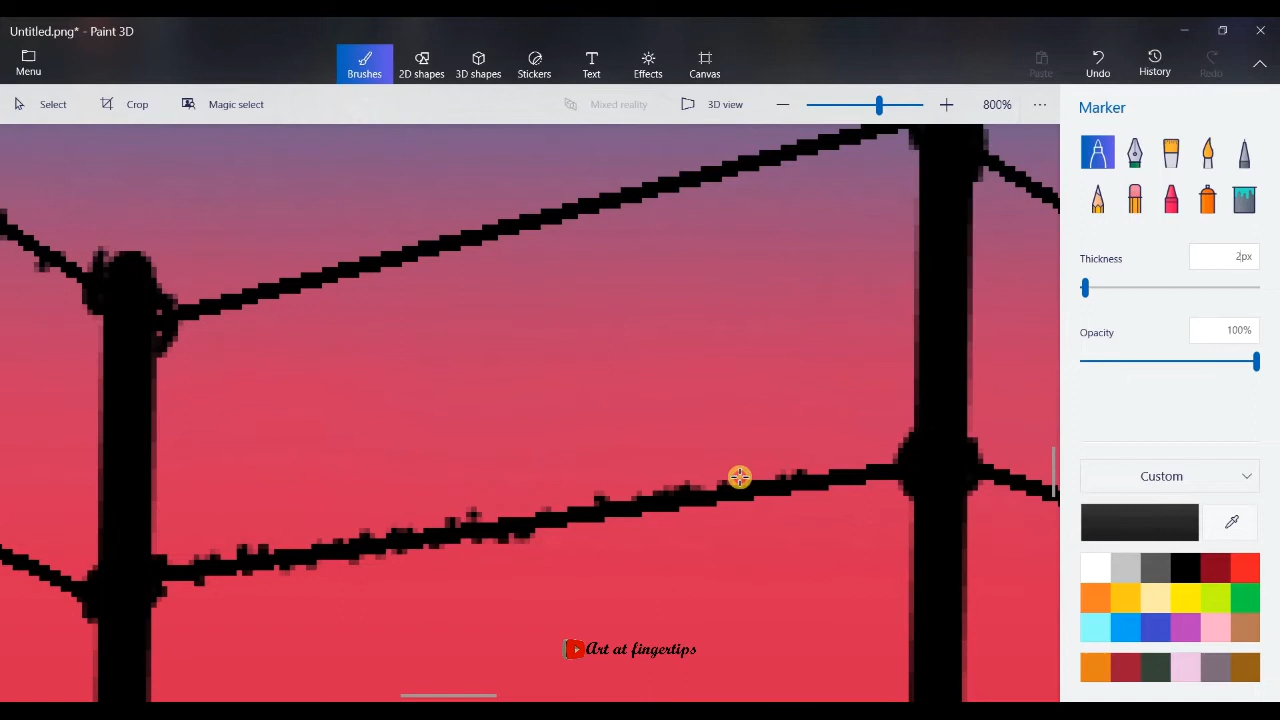 Untitled.png* - Paint 3D
Menu
Brushes
2D shapes
3D shapes
Stickers
Text
Effects
Canvas
Paste
Undo
History
Redo
Select
Crop
Magic select
Mixed reality
3D view
800%
Marker
Thickness
2px
Opacity
100%
Custom
Art at fingertips